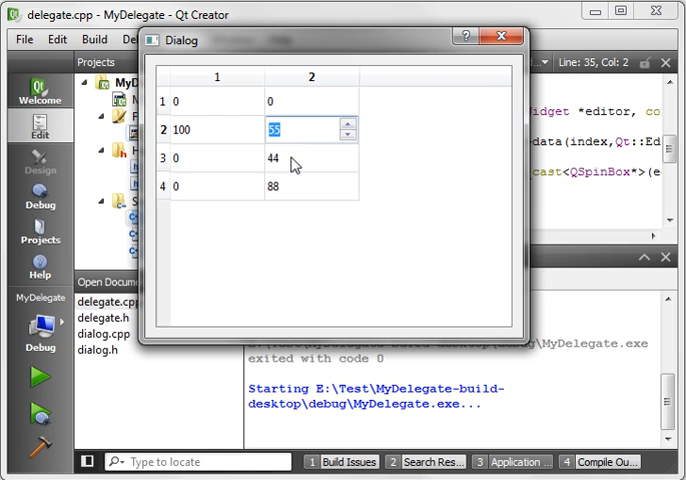 delegate.cpp - MyDelegate - Qt Creator
File Edit Build
Dialog
?
Projects
Line: 35, Col: 2
Welcome
Edit
Design
Debug
Projects
Help
MyDelegate
Debug
1 2
1 0 0
2 100 55
3 0 44
4 0 88
*editor,
data(index,Qt::Ed
cast<QSpinBox*>(e
Open Docume
delegate.cpp
delegate.h
dialog.cpp
dialog.h
exited with code 0
Starting E:\Test\MyDelegate-build-
desktop\debug\MyDelegate.exe...
Type to locate
1 Build Issues 2 Search Res... 3 Application ... 4 Compile Ou...